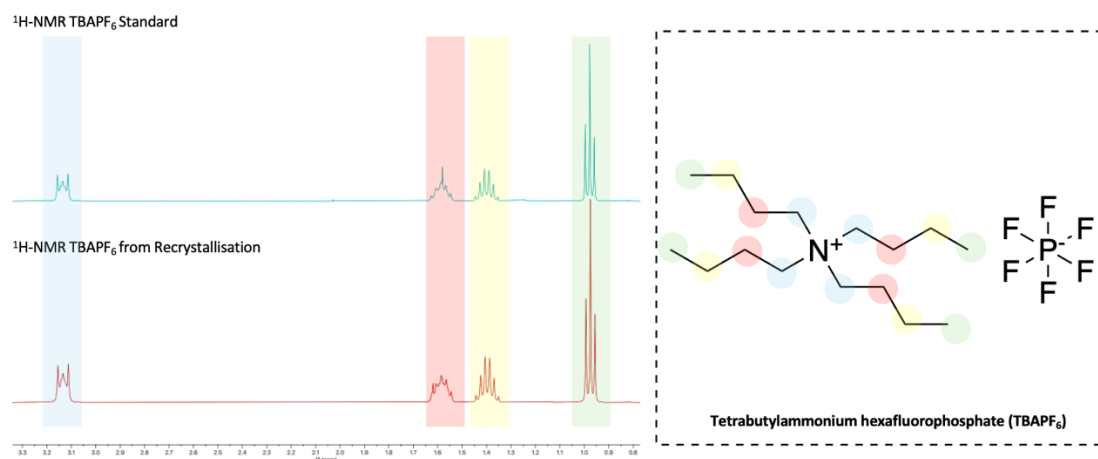 ¹H-NMR TBAPF₆ Standard
¹H-NMR TBAPF₆ from Recrystallisation
3.3 3.2 3.1 3.0 2.9 2.8 2.7 2.6 2.5 2.4 2.3 2.2 2.1 2.0 1.9 1.8 1.7 1.6 1.5 1.4 1.3 1.2 1.1 1.0 0.9 0.8
N⁺
F
F F
P⁻
F F
F
Tetrabutylammonium hexafluorophosphate (TBAPF₆)